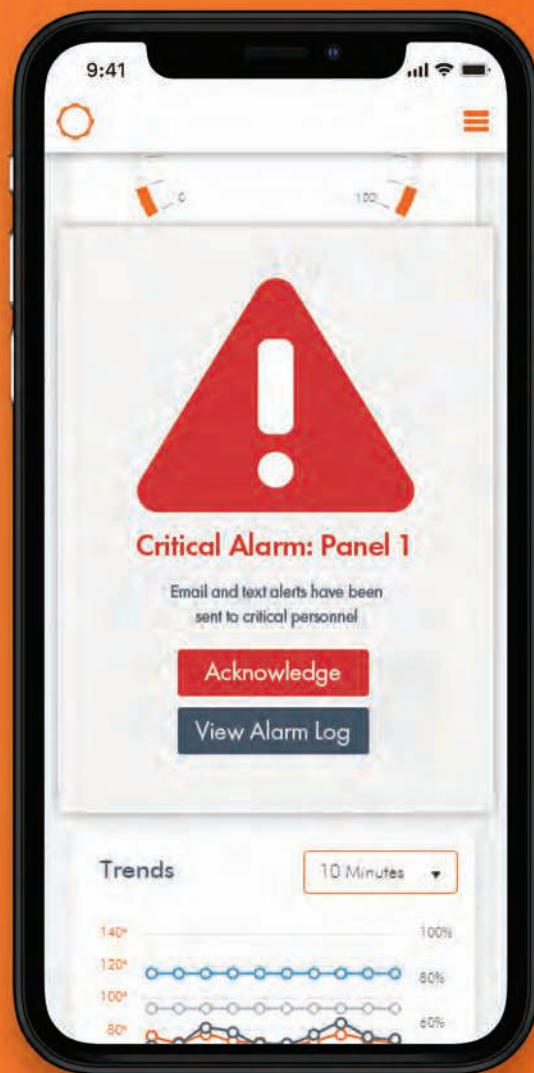 9:41
0
100
Critical Alarm: Panel 1
Email and text alerts have been
sent to critical personnel
Acknowledge
View Alarm Log
Trends
10 Minutes
140°
100%
120°
80%
100°
60%
80°